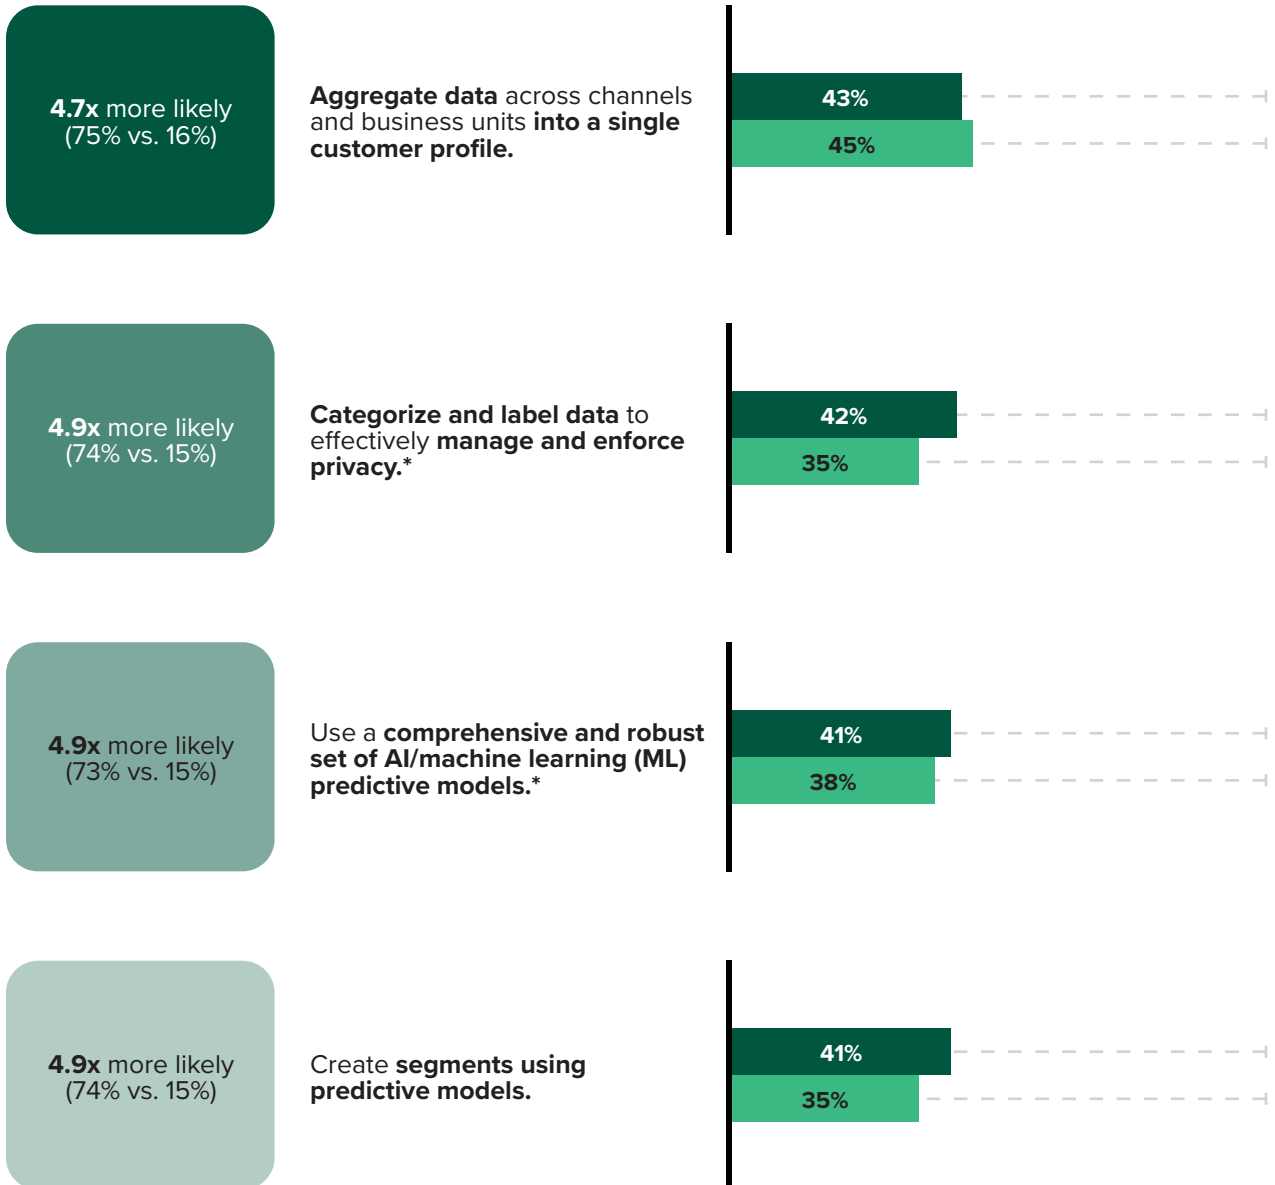 4.7x more likely
(75% vs. 16%)
Aggregate data across channels
and business units into a single
customer profile.
43%
45%
4.9x more likely
(74% vs. 15%)
Categorize and label data to
effectively manage and enforce
privacy.*
42%
35%
4.9x more likely
(73% vs. 15%)
Use a comprehensive and robust
set of AI/machine learning (ML)
predictive models.*
41%
38%
4.9x more likely
(74% vs. 15%)
Create segments using
predictive models.
41%
35%